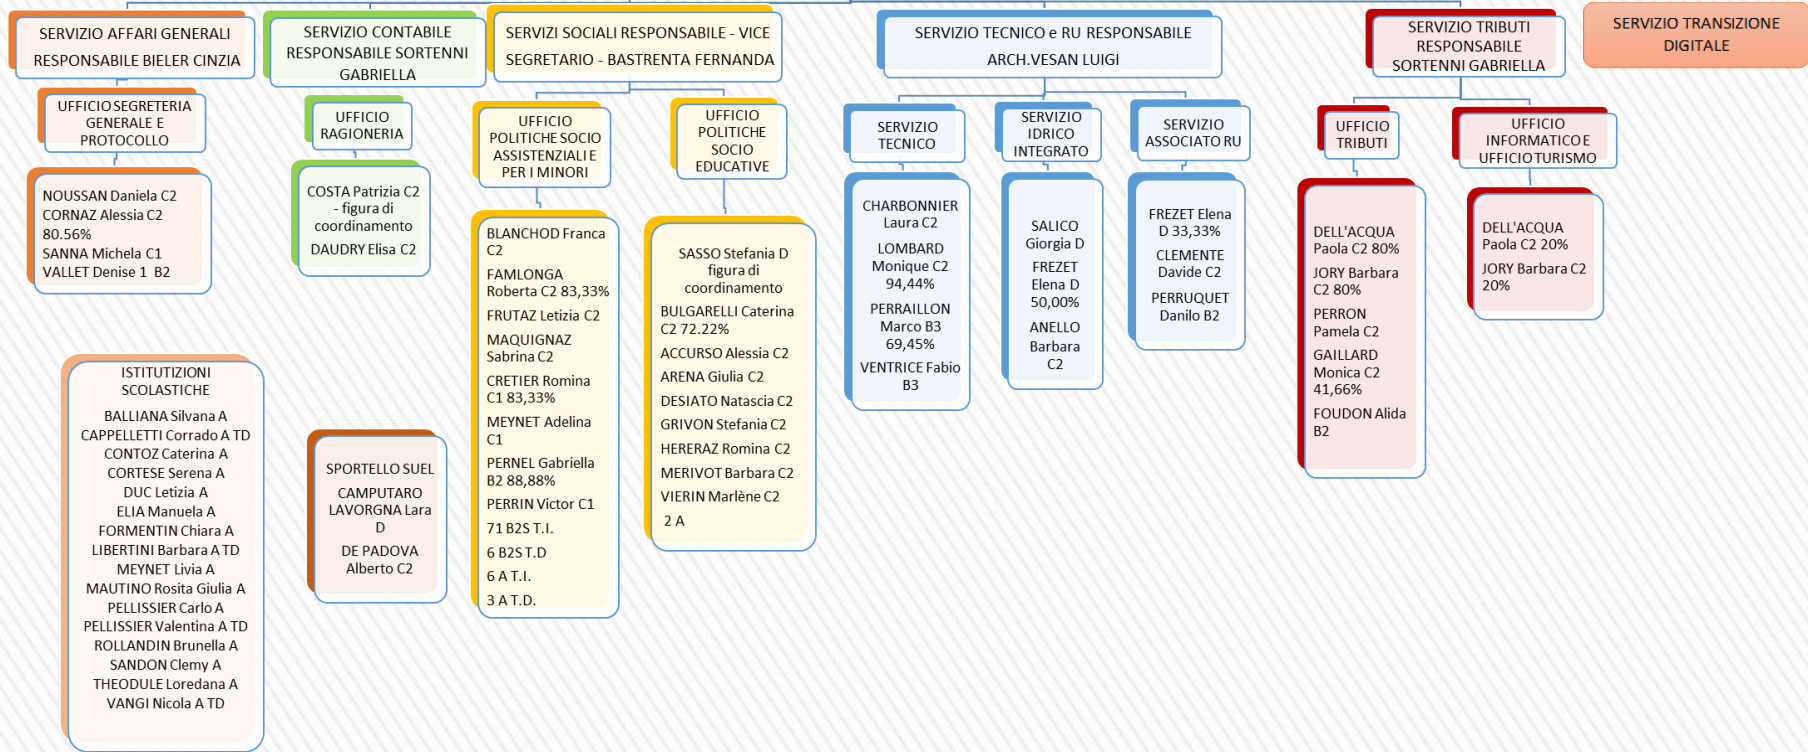 SERVIZIO AFFARI GENERALI
RESPONSABILE BIELER CINZIA
SERVIZIO CONTABILE
RESPONSABILE SORTENNI
GABRIELLA
SERVIZI SOCIALI RESPONSABILE - VICE
SEGRETARIO - BASTRENTA FERNANDA
SERVIZIO TECNICO e RU RESPONSABILE
ARCH.VESAN LUIGI
SERVIZIO TRIBUTI
RESPONSABILE
SORTENNI GABRIELLA
SERVIZIO TRANSIZIONE
DIGITALE
UFFICIO SEGRETERIA
GENERALE E
PROTOCOLLO
NOUSSAN Daniela C2
CORNAZ Alessia C2
80.56%
SANNA Michela C1
VALLET Denise 1 B2
UFFICIO
RAGIONERIA
COSTA Patrizia C2
- figura di
coordinamento
DAUDRY Elisa C2
UFFICIO
POLITICHE SOCIO
ASSISTENZIALI E
PER I MINORI
BLANCHOD Franca
C2
FAMLONGA
Roberta C2 83,33%
FRUTAZ Letizia C2
MAQUIGNAZ
Sabrina C2
CRETIER Romina
C1 83,33%
MEYNET Adelina
C1
PERNEL Gabriella
B2 88,88%
PERRIN Victor C1
71 B2S T.I.
6 B2S T.D
6 A T.I.
3 A T.D.
UFFICIO
POLITICHE
SOCIO
EDUCATIVE
SASSO Stefania D
figura di
coordinamento
BULGARELLI Caterina
C2 72.22%
ACCURSO Alessia C2
ARENA Giulia C2
DESIATO Natascia C2
GRIVON Stefania C2
HERERAZ Romina C2
MERIVOT Barbara C2
VIERIN Marlène C2
2 A
SERVIZIO
TECNICO
CHARBONNIER
Laura C2
LOMBARD
Monique C2
94,44%
PERRAILLON
Marco B3
69,45%
VENTRICE Fabio
B3
SERVIZIO
IDRICO
INTEGRATO
SALICO
Giorgia D
FREZET
Elena D
50,00%
ANELLO
Barbara
C2
SERVIZIO
ASSOCIATO RU
FREZET Elena
D 33,33%
CLEMENTE
Davide C2
PERRUQUET
Danilo B2
UFFICIO
TRIBUTI
DELL'ACQUA
Paola C2 80%
JORY Barbara
C2 80%
PERRON
Pamela C2
GAILLARD
Monica C2
41,66%
FOUDON Alida
B2
UFFICIO
INFORMATICO E
UFFICIO TURISMO
DELL'ACQUA
Paola C2 20%
JORY Barbara C2
20%
ISTITUTIZIONI
SCOLASTICHE
BALLIANA Silvana A
CAPPELLETTI Corrado A TD
CONTOZ Caterina A
CORTESE Serena A
DUC Letizia A
ELIA Manuela A
FORMENTIN Chiara A
LIBERTINI Barbara A TD
MEYNET Livia A
MAUTINO Rosita Giulia A
PELLISSIER Carlo A
PELLISSIER Valentina A TD
ROLLANDIN Brunella A
SANDON Clemy A
THEODULE Loredana A
VANGI Nicola A TD
SPORTELLO SUEL
CAMPUTARO
LAVORGNA Lara
D
DE PADOVA
Alberto C2